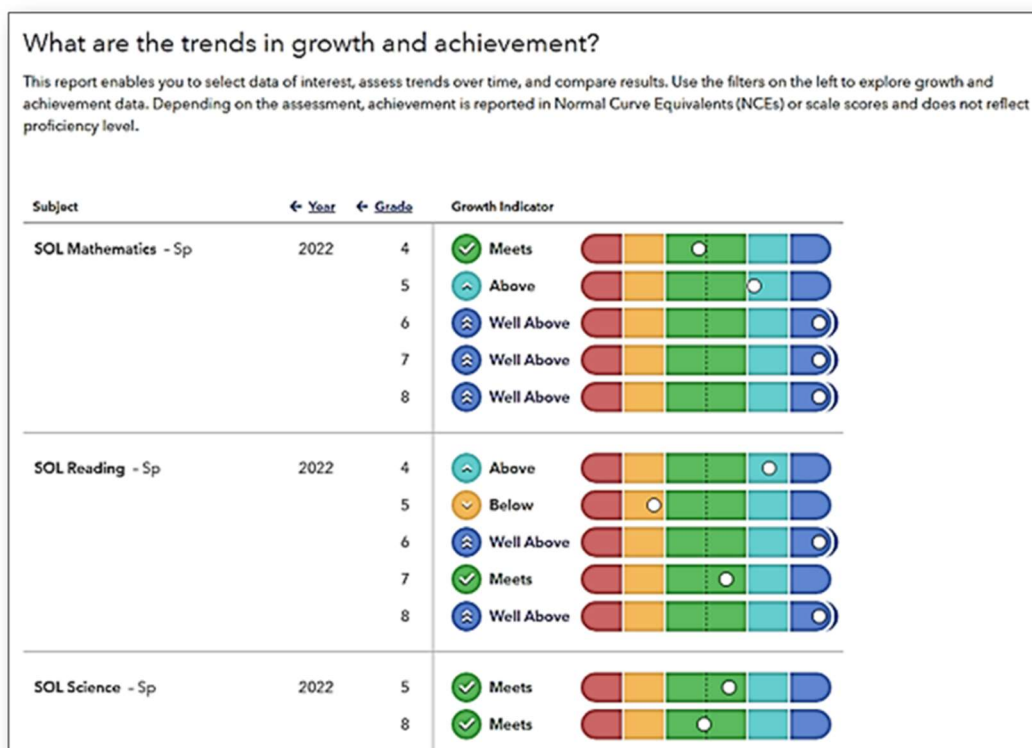 What are the trends in growth and achievement?
This report enables you to select data of interest, assess trends over time, and compare results. Use the filters on the left to explore growth and
achievement data. Depending on the assessment, achievement is reported in Normal Curve Equivalents (NCEs) or scale scores and does not reflect
proficiency level.
Subject ← Year ← Grade Growth Indicator
SOL Mathematics - Sp 2022 4 Meets
5 Above
6 Well Above
7 Well Above
8 Well Above
SOL Reading - Sp 2022 4 Above
5 Below
6 Well Above
7 Meets
8 Well Above
SOL Science - Sp 2022 5 Meets
8 Meets